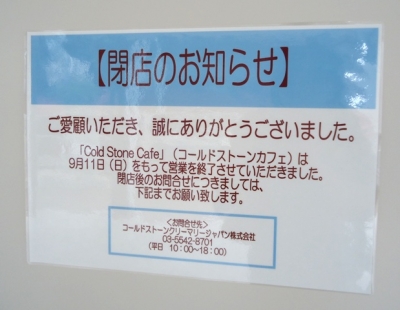 【閉店のお知らせ】
ご愛願いただき、誠にありがとうございました。
「Cold Stone Cafe」（コールドストーンカフェ）は
9月11日（日）をもって営業を終了させていただきました。
閉店後のお問合せにつきましては、
下記までお願い致します。
＜お問合せ先＞
コールドストーンクリーマリージャパン株式会社
03-5542-8701
（平日　10：00～18：00）